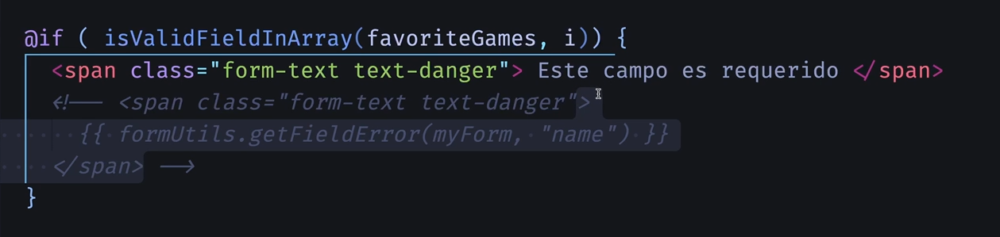 @if ( isValidFieldInArray(favoriteGames, i)) {
<span class="form-text text-danger"> Este campo es requerido </span>
<!-- <span class="form-text text-danger">
{{ formUtils.getFieldError(myForm, "name") }}
</span> -->
}